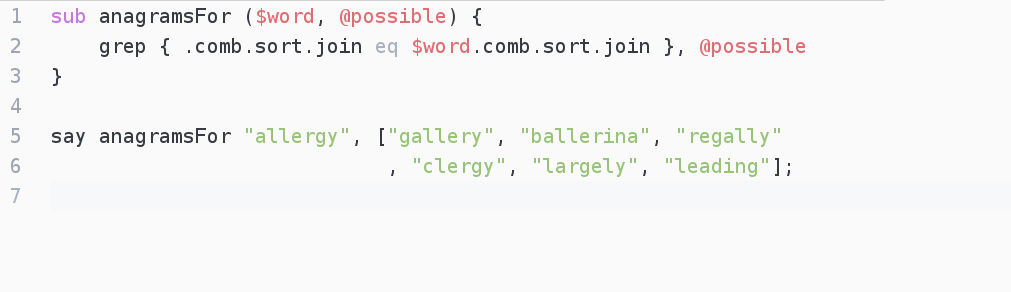 1 sub anagramsFor ($word, @possible) {
2     grep { .comb.sort.join eq $word.comb.sort.join }, @possible
3 }
4
5 say anagramsFor "allergy", ["gallery", "ballerina", "regally"
6                             , "clergy", "largely", "leading"];
7